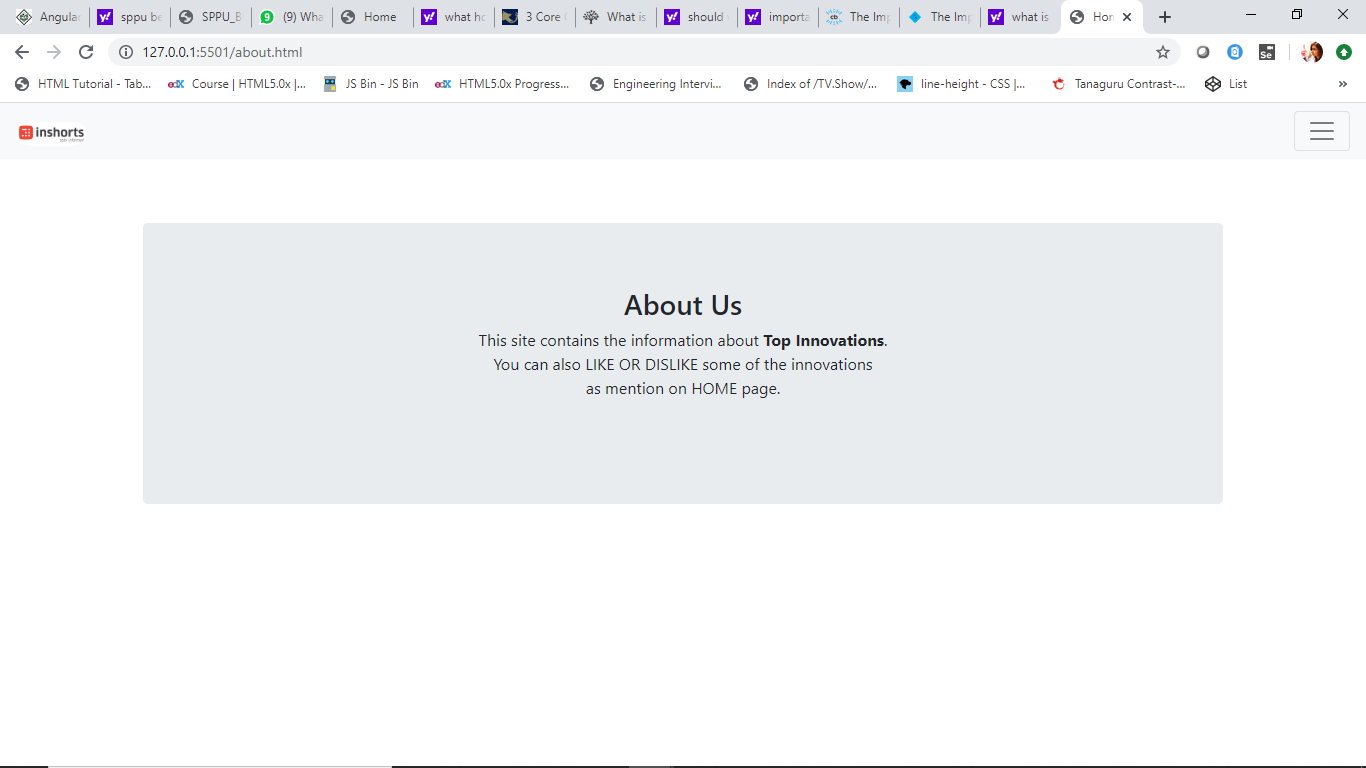 Angular
sppu be
SPPU_B
(9) Wha
Home
what ho
3 Core
What is
should
importa
The Imp
The Imp
what is
Hom
127.0.0.1:5501/about.html
HTML Tutorial - Tab...
edX Course | HTML5.0x |...
JS Bin - JS Bin
edX HTML5.0x Progress...
Engineering Intervi...
Index of /TV.Show/...
line-height - CSS |...
Tanaguru Contrast-...
List
»
inshorts
About Us
This site contains the information about Top Innovations.
You can also LIKE OR DISLIKE some of the innovations
as mention on HOME page.